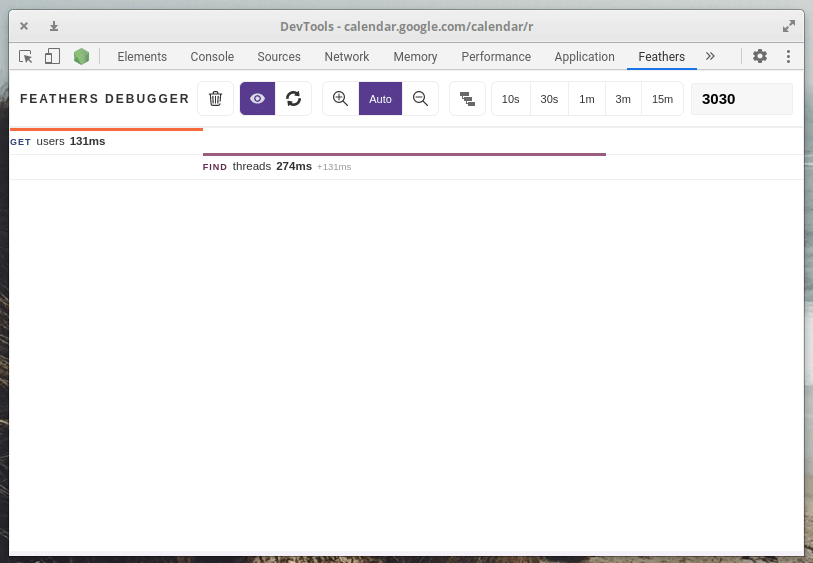 DevTools - calendar.google.com/calendar/r
Elements Console Sources Network Memory Performance Application Feathers
FEATHERS DEBUGGER Auto 10s 30s 1m 3m 15m 3030
GET users 131ms
FIND threads 274ms +131ms